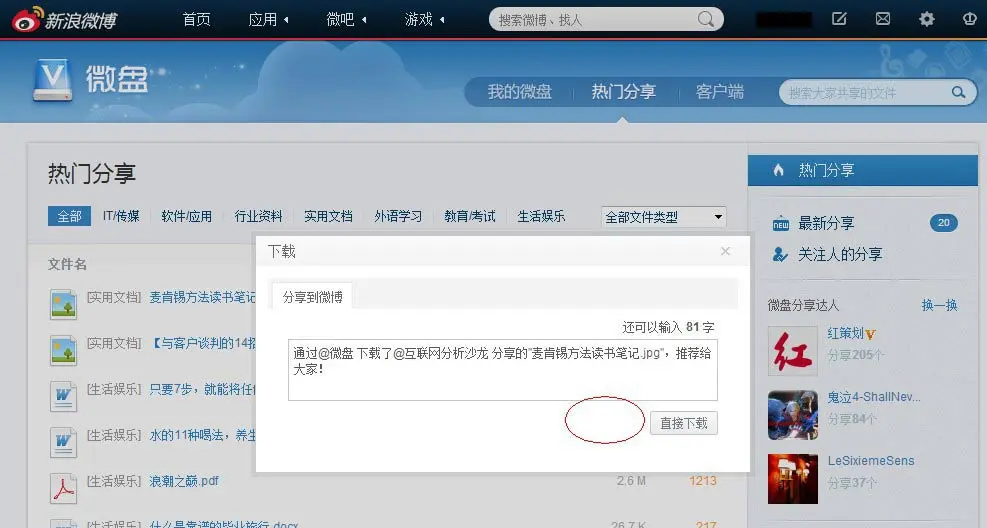 新浪微博 首页 应用 微吧 游戏 搜索微博、找人
微盘
我的微盘 热门分享 客户端 搜索大家共享的文件
热门分享
全部 IT/传媒 软件/应用 行业资料 实用文档 外语学习 教育/考试 生活娱乐 全部文件类型
文件名
[实用文档] 麦肯锡方法读书笔记
[实用文档] 【与客户谈判的14招
[生活娱乐] 只要7步，就能将任
[生活娱乐] 水的11种喝法，养生
[生活娱乐] 浪潮之巅.pdf 2.6 M 1213
[生活娱乐] 什么是靠谱的毕业旅行.docx 26.7 K 217
下载
分享到微博
还可以输入 81 字
通过@微盘 下载了@互联网分析沙龙 分享的"麦肯锡方法读书笔记.jpg"，推荐给
大家！
直接下载
热门分享
NEW 最新分享 20
关注人的分享
微盘分享达人 换一换
红 红策划
分享205个
鬼泣4-ShallNev...
分享84个
LeSixiemeSens
分享37个